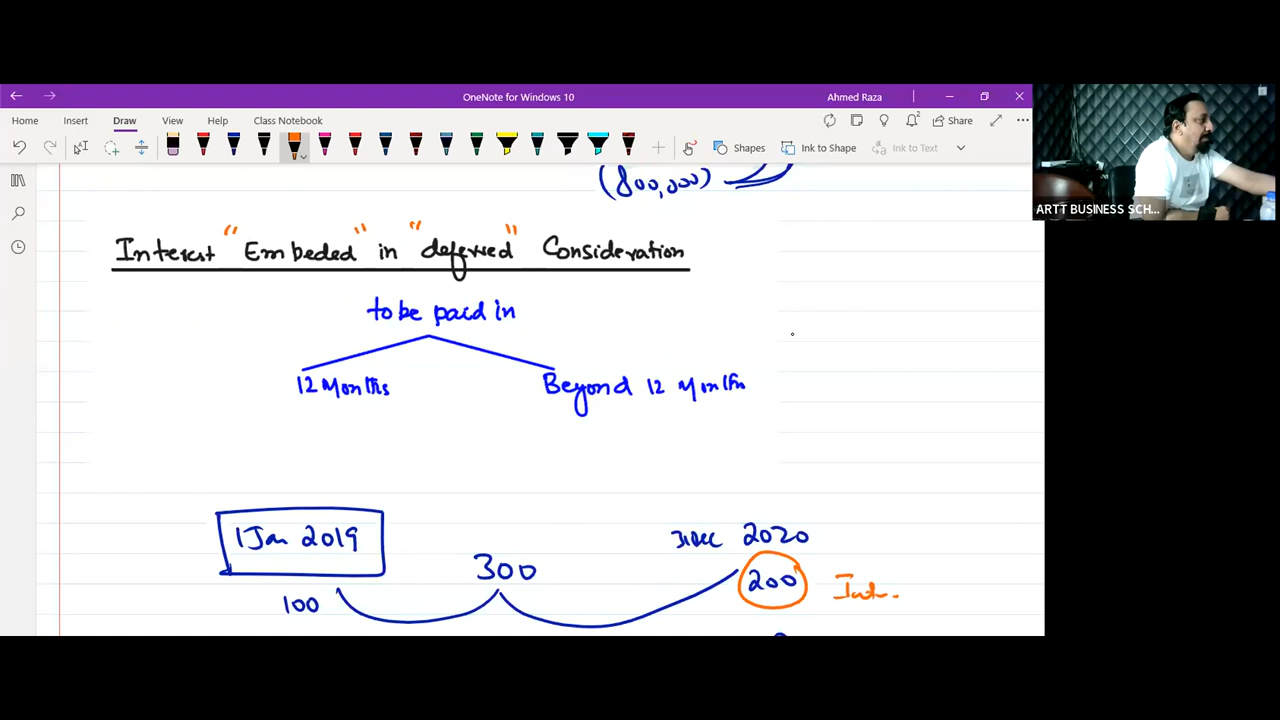 OneNote for Windows 10
Ahmed Raza
Home Insert Draw View Help Class Notebook
Share
Shapes
Ink to Shape
Ink to Text
(800,000)
Interest "Embeded" in "deferred" Consideration
to be paid in
12 Months
Beyond 12 Months
1 Jan 2019
31 Dec 2020
300
200
100
ARTT BUSINESS SCH...